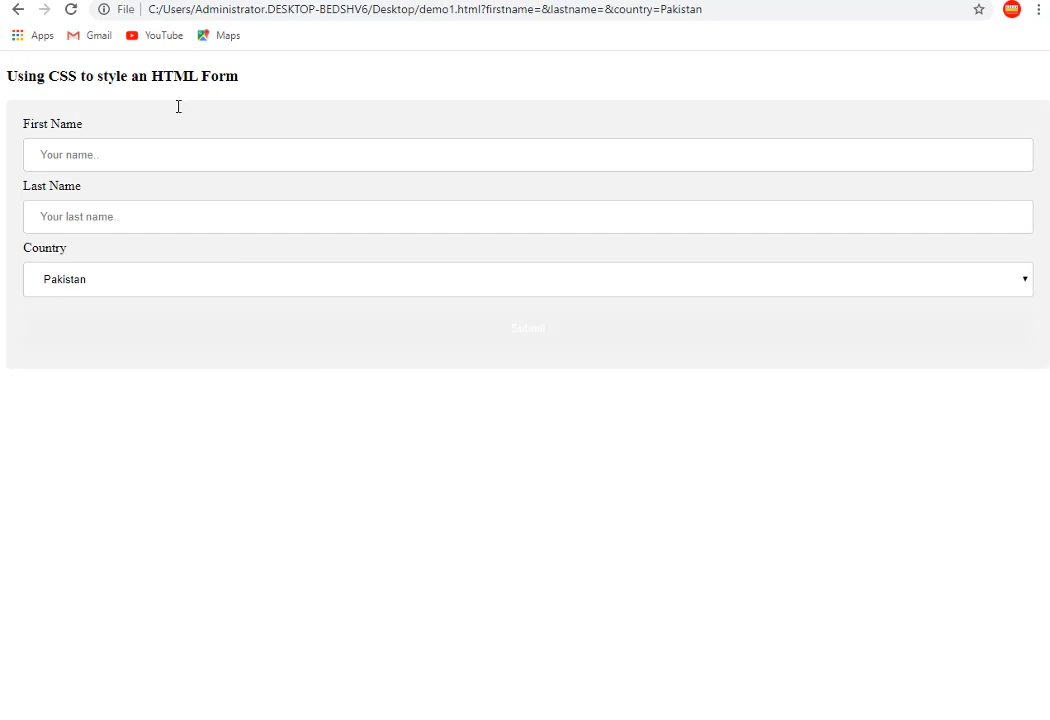 File C:/Users/Administrator.DESKTOP-BEDSHV6/Desktop/demo1.html?firstname=&lastname=&country=Pakistan
Apps Gmail YouTube Maps
Using CSS to style an HTML Form
First Name
Your name..
Last Name
Your last name..
Country
Pakistan
Submit